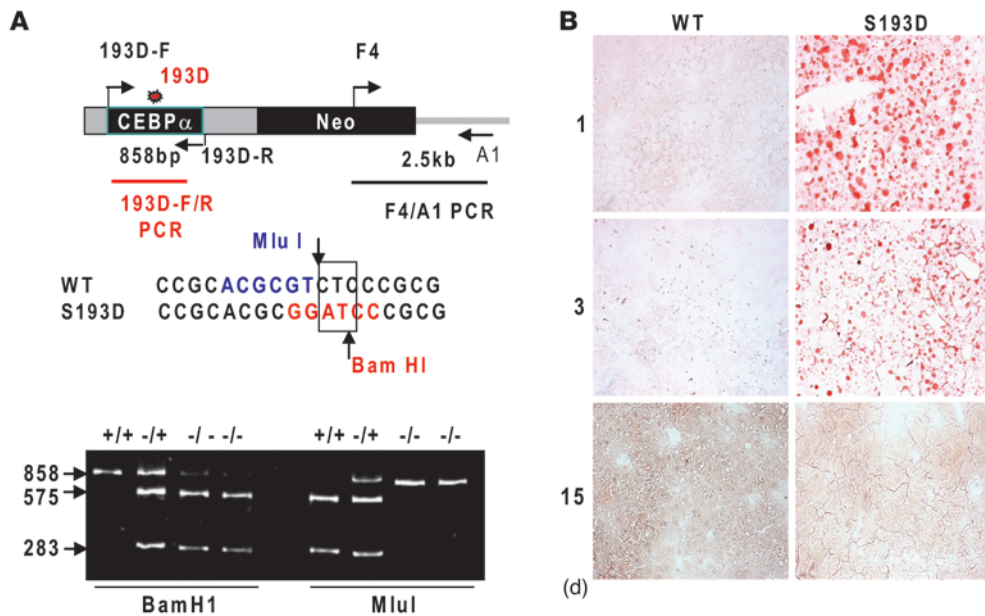 A
193D-F
F4
193D
CEBPα
Neo
858bp
193D-R
2.5kb
A1
193D-F/R
PCR
F4/A1 PCR
Mlu I
WT CCGCACGCGTCTCCCGCG
S193D CCGCACGCGGGATCCCGCG
Bam HI
+/+ -/+ -/ - -/- +/+ -/+ -/- -/-
858
575
283
BamH1 MluI
B
WT S193D
1
3
15
(d)